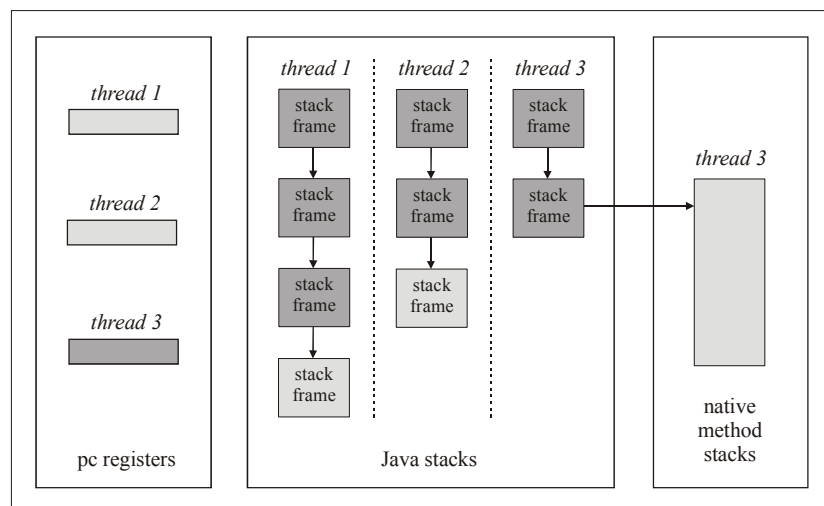 thread 1
thread 2
thread 3
pc registers
thread 1
thread 2
thread 3
stack
frame
stack
frame
stack
frame
stack
frame
stack
frame
stack
frame
stack
frame
stack
frame
stack
frame
Java stacks
thread 3
native
method
stacks